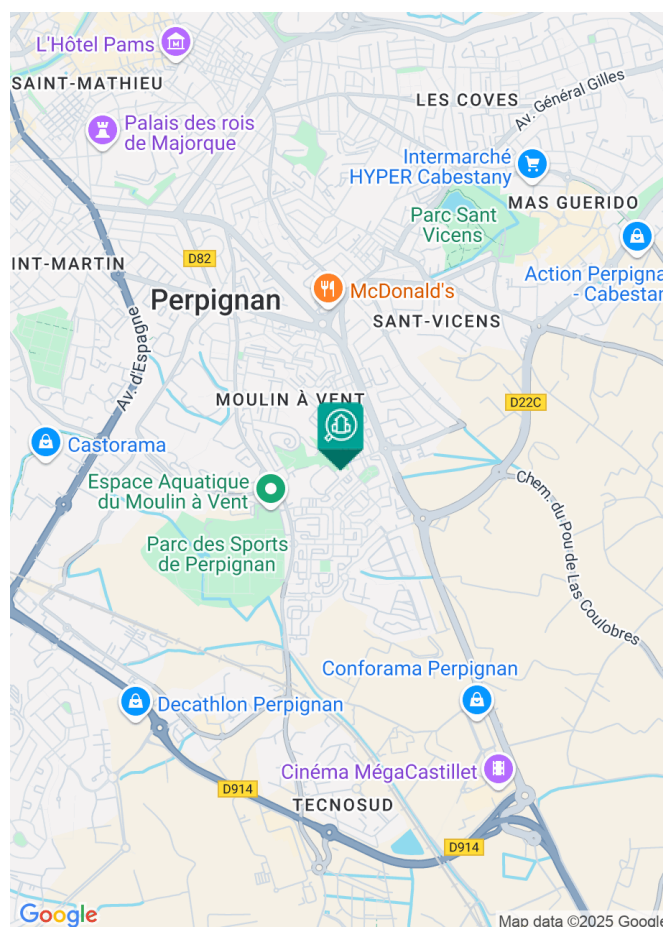 L'Hôtel Pams
SAINT-MATHIEU
LES COVES
Av. Général Gilles
Palais des rois
de Majorque
Intermarché
HYPER Cabestany
MAS GUERIDO
Parc Sant
Vicens
D82
INT-MARTIN
Action Perpigna
- Cabestar
Perpignan
McDonald's
SANT-VICENS
Av. d'Espagne
MOULIN À VENT
D22C
Castorama
Espace Aquatique
du Moulin à Vent
Chem. du Pou de Las Coulobres
Parc des Sports
de Perpignan
Conforama Perpignan
Decathlon Perpignan
Cinéma MégaCastillet
D914
TECNOSUD
D914
Google
Map data ©2025 Google